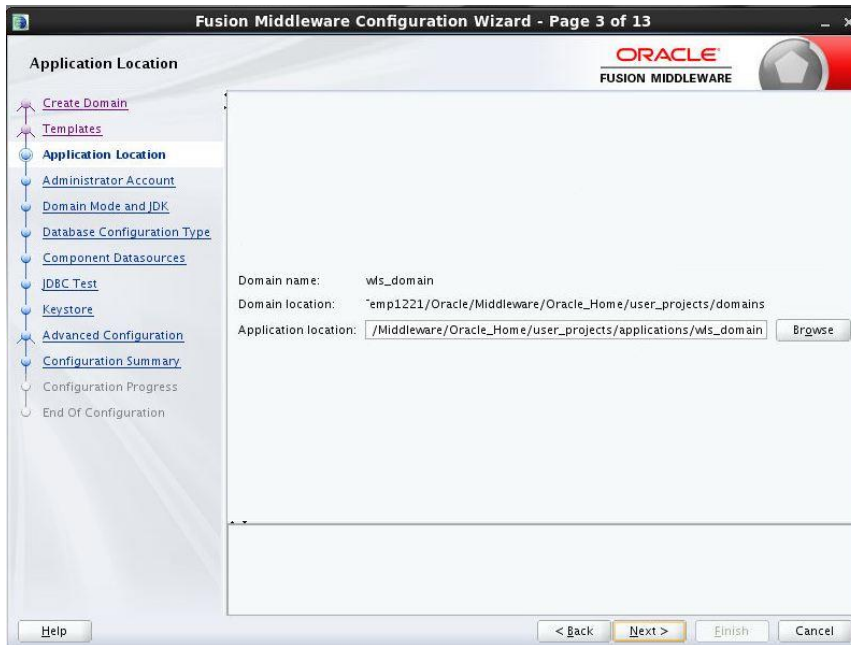 Fusion Middleware Configuration Wizard - Page 3 of 13
Application Location
ORACLE
FUSION MIDDLEWARE
Create Domain
Templates
Application Location
Administrator Account
Domain Mode and JDK
Database Configuration Type
Component Datasources
JDBC Test
Keystore
Advanced Configuration
Configuration Summary
Configuration Progress
End Of Configuration
Domain name: wls_domain
Domain location: emp1221/Oracle/Middleware/Oracle_Home/user_projects/domains
Application location: /Middleware/Oracle_Home/user_projects/applications/wls_domain Browse
Help < Back Next > Finish Cancel